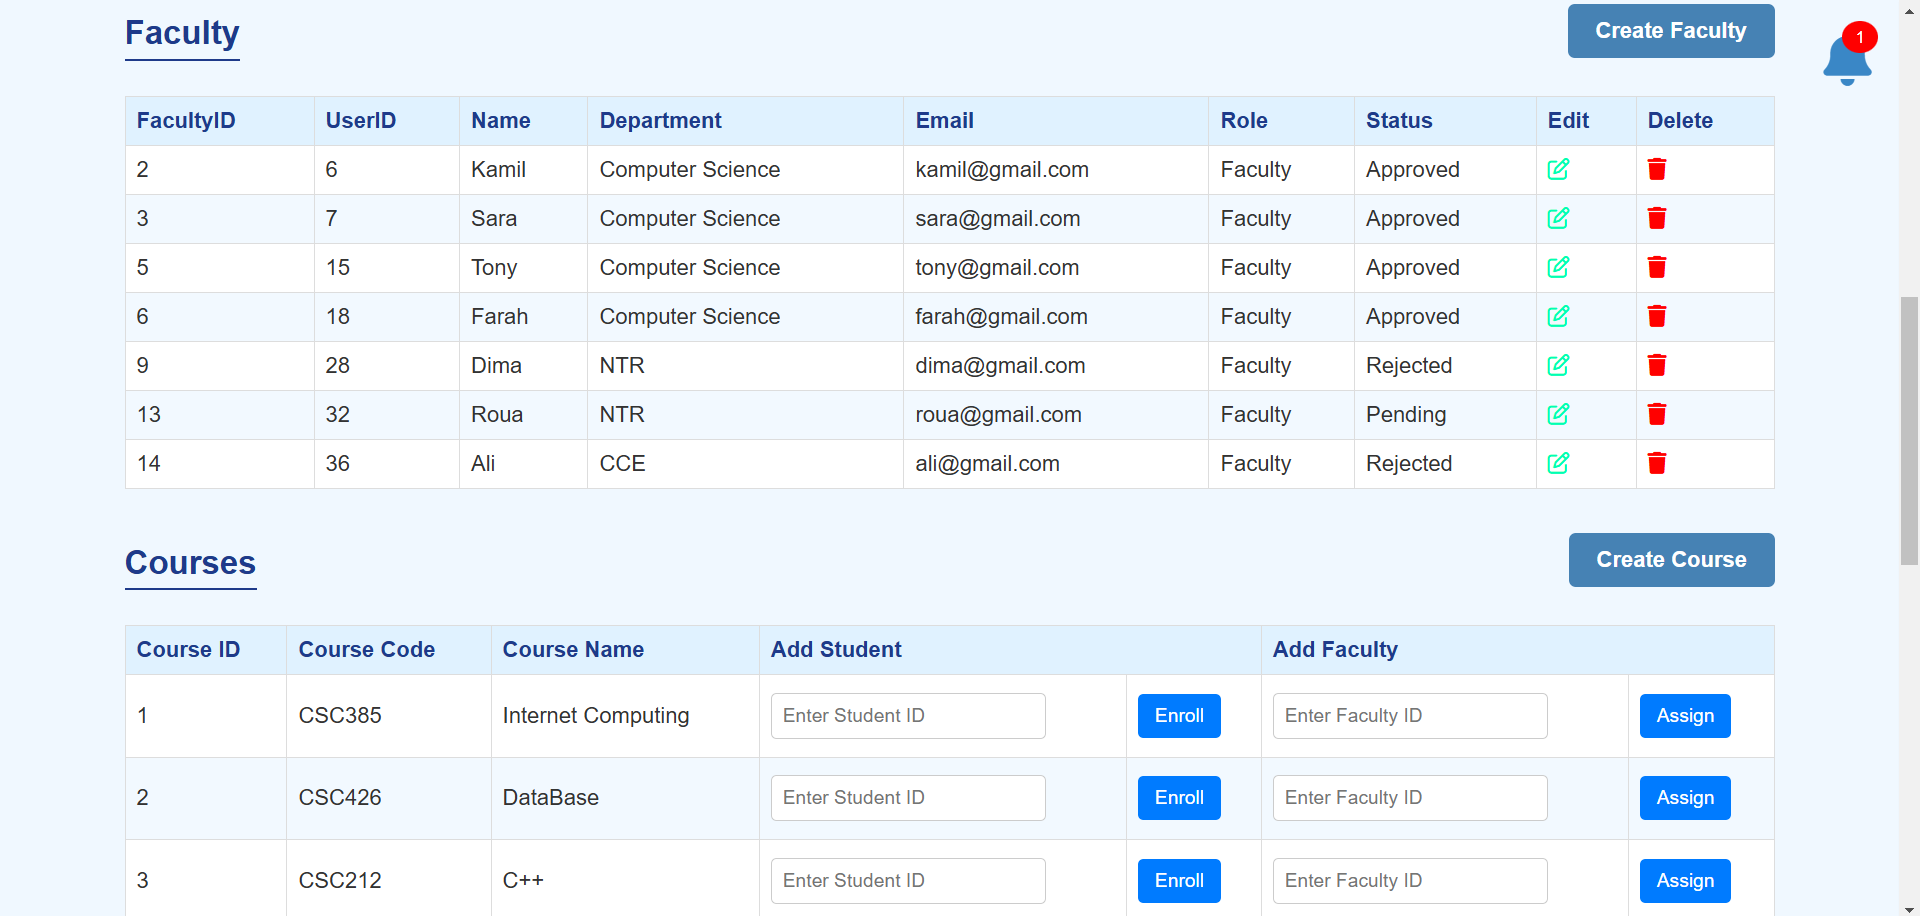 Faculty
Create Faculty
1
FacultyID UserID Name Department Email Role Status Edit Delete
2 6 Kamil Computer Science kamil@gmail.com Faculty Approved
3 7 Sara Computer Science sara@gmail.com Faculty Approved
5 15 Tony Computer Science tony@gmail.com Faculty Approved
6 18 Farah Computer Science farah@gmail.com Faculty Approved
9 28 Dima NTR dima@gmail.com Faculty Rejected
13 32 Roua NTR roua@gmail.com Faculty Pending
14 36 Ali CCE ali@gmail.com Faculty Rejected
Courses
Create Course
Course ID Course Code Course Name Add Student Add Faculty
1 CSC385 Internet Computing Enter Student ID Enroll Enter Faculty ID Assign
2 CSC426 DataBase Enter Student ID Enroll Enter Faculty ID Assign
3 CSC212 C++ Enter Student ID Enroll Enter Faculty ID Assign